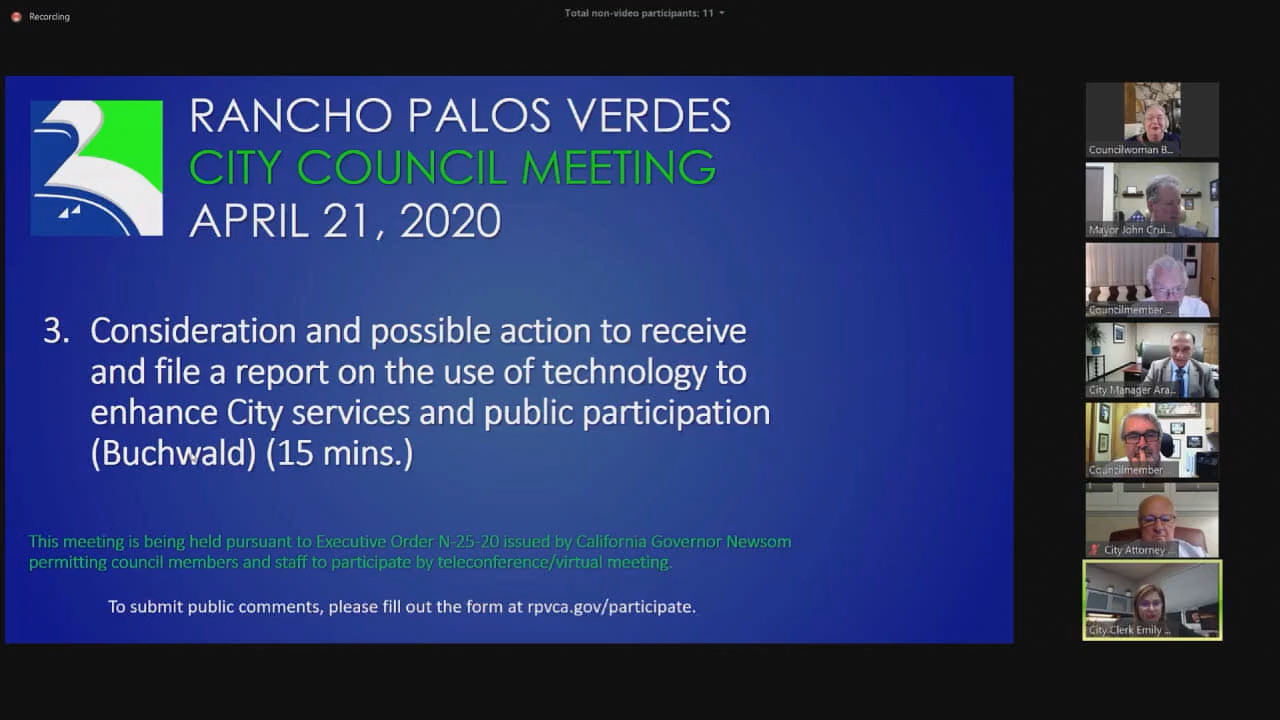 Recording
Total non-video participants: 11
RANCHO PALOS VERDES
CITY COUNCIL MEETING
APRIL 21, 2020
3. Consideration and possible action to receive
and file a report on the use of technology to
enhance City services and public participation
(Buchwald) (15 mins.)
This meeting is being held pursuant to Executive Order N-25-20 issued by California Governor Newsom
permitting council members and staff to participate by teleconference/virtual meeting.
To submit public comments, please fill out the form at rpvca.gov/participate.
Councilwoman B...
Mayor John Crui...
Councilmember ...
City Manager Ara...
Councilmember ...
City Attorney ...
City Clerk Emily ...